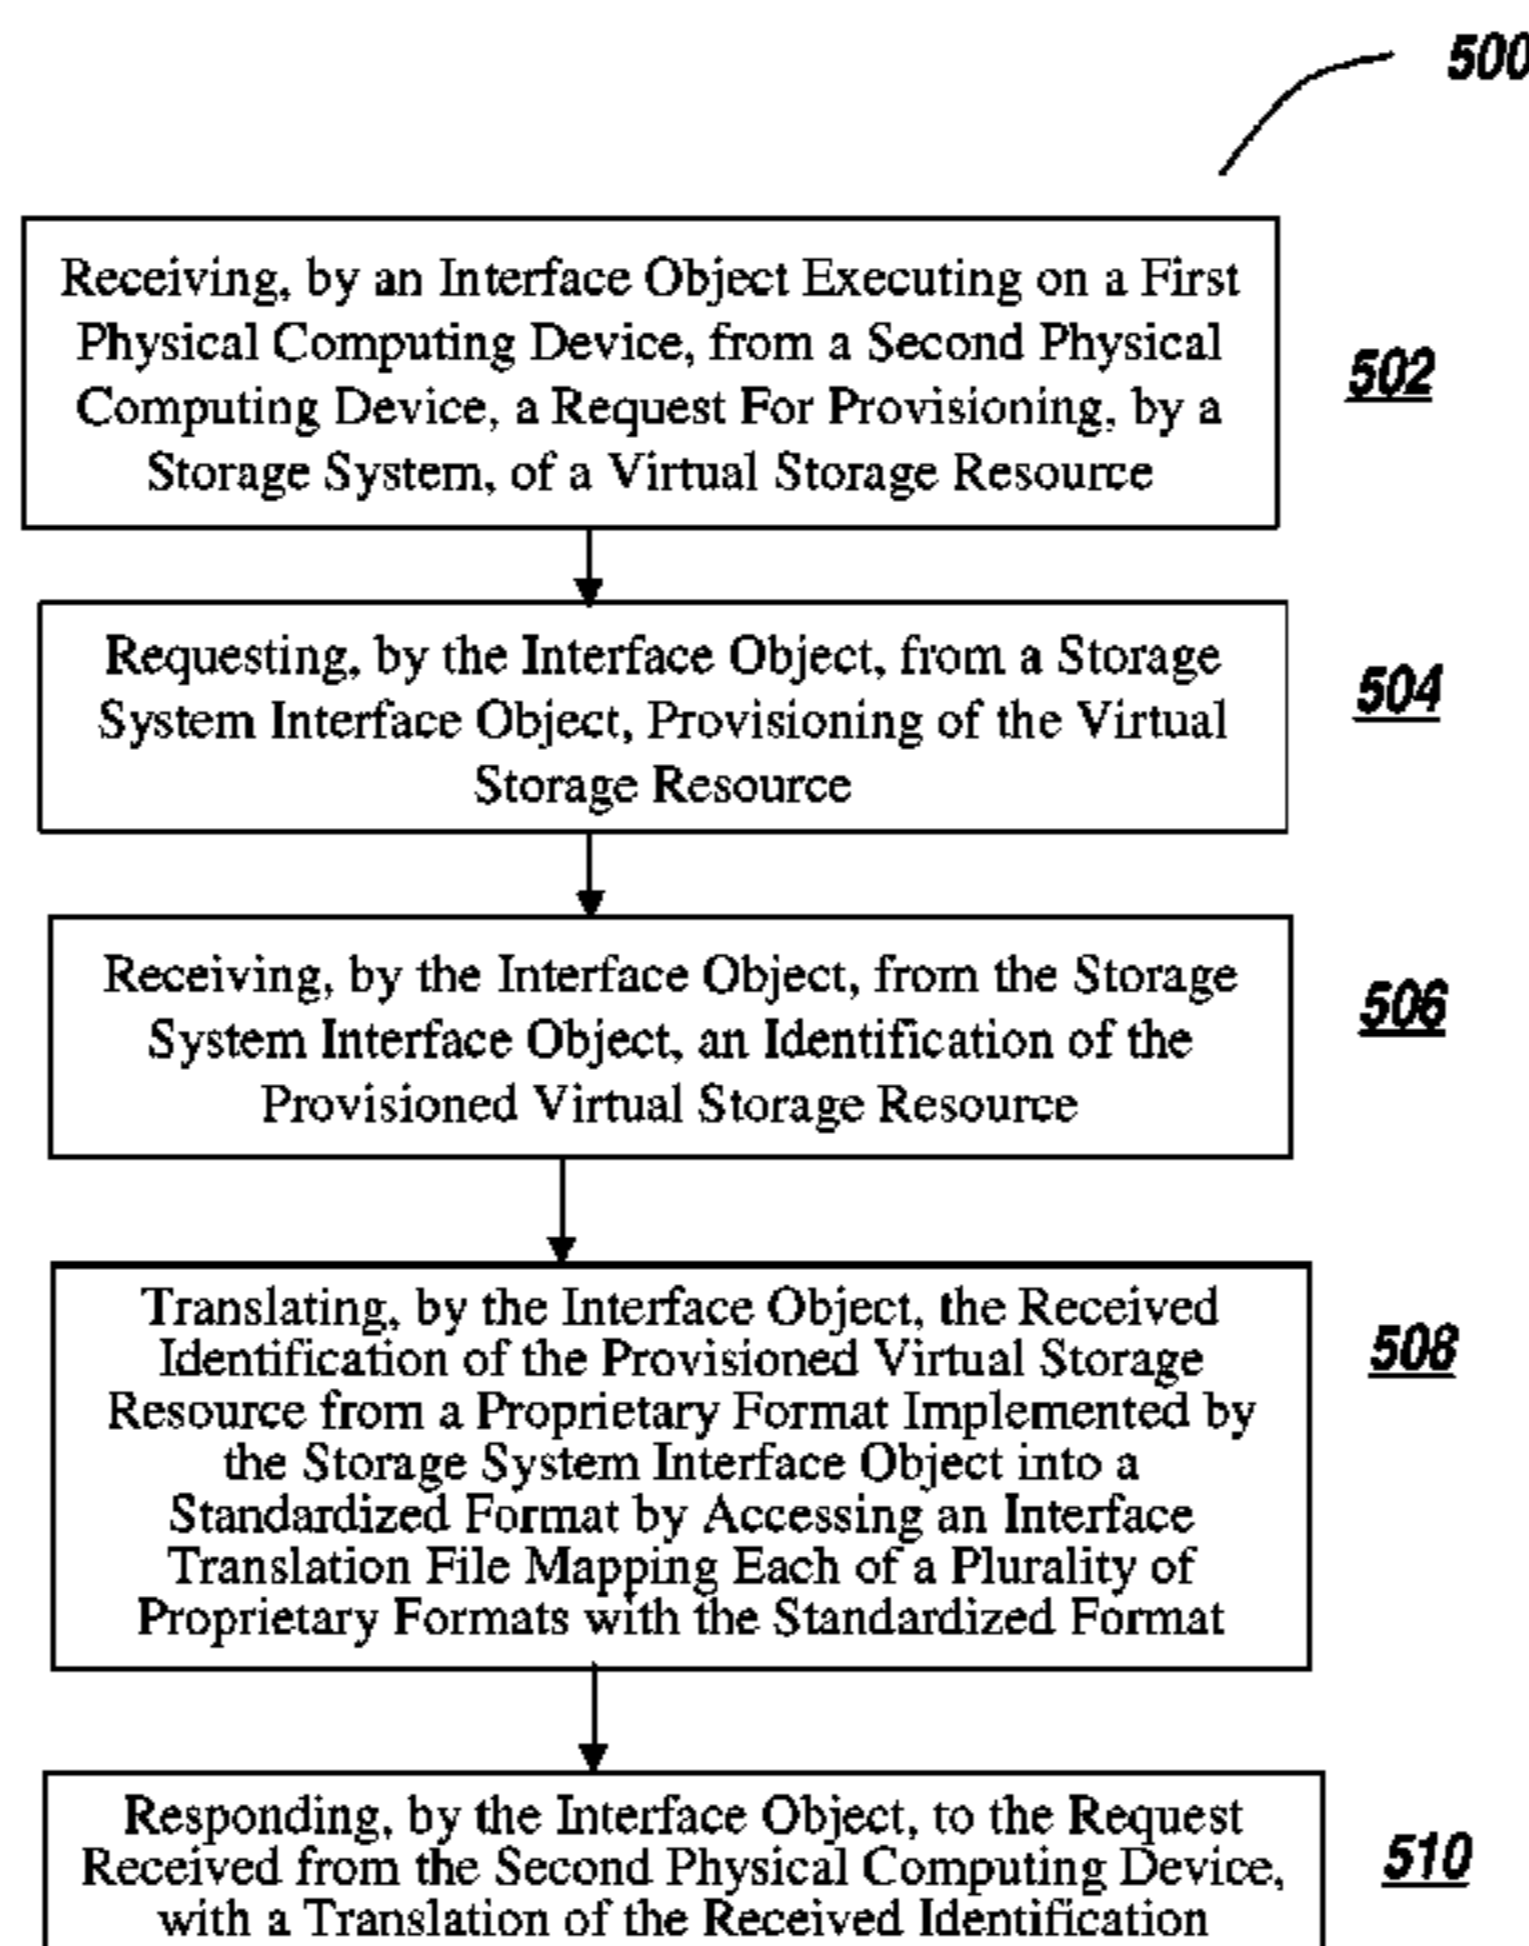 500
Receiving, by an Interface Object Executing on a First
Physical Computing Device, from a Second Physical
Computing Device, a Request For Provisioning, by a
Storage System, of a Virtual Storage Resource
502
Requesting, by the Interface Object, from a Storage
System Interface Object, Provisioning of the Virtual
Storage Resource
504
Receiving, by the Interface Object, from the Storage
System Interface Object, an Identification of the
Provisioned Virtual Storage Resource
506
Translating, by the Interface Object, the Received
Identification of the Provisioned Virtual Storage
Resource from a Proprietary Format Implemented by
the Storage System Interface Object into a
Standardized Format by Accessing an Interface
Translation File Mapping Each of a Plurality of
Proprietary Formats with the Standardized Format
508
Responding, by the Interface Object, to the Request
Received from the Second Physical Computing Device,
with a Translation of the Received Identification
510